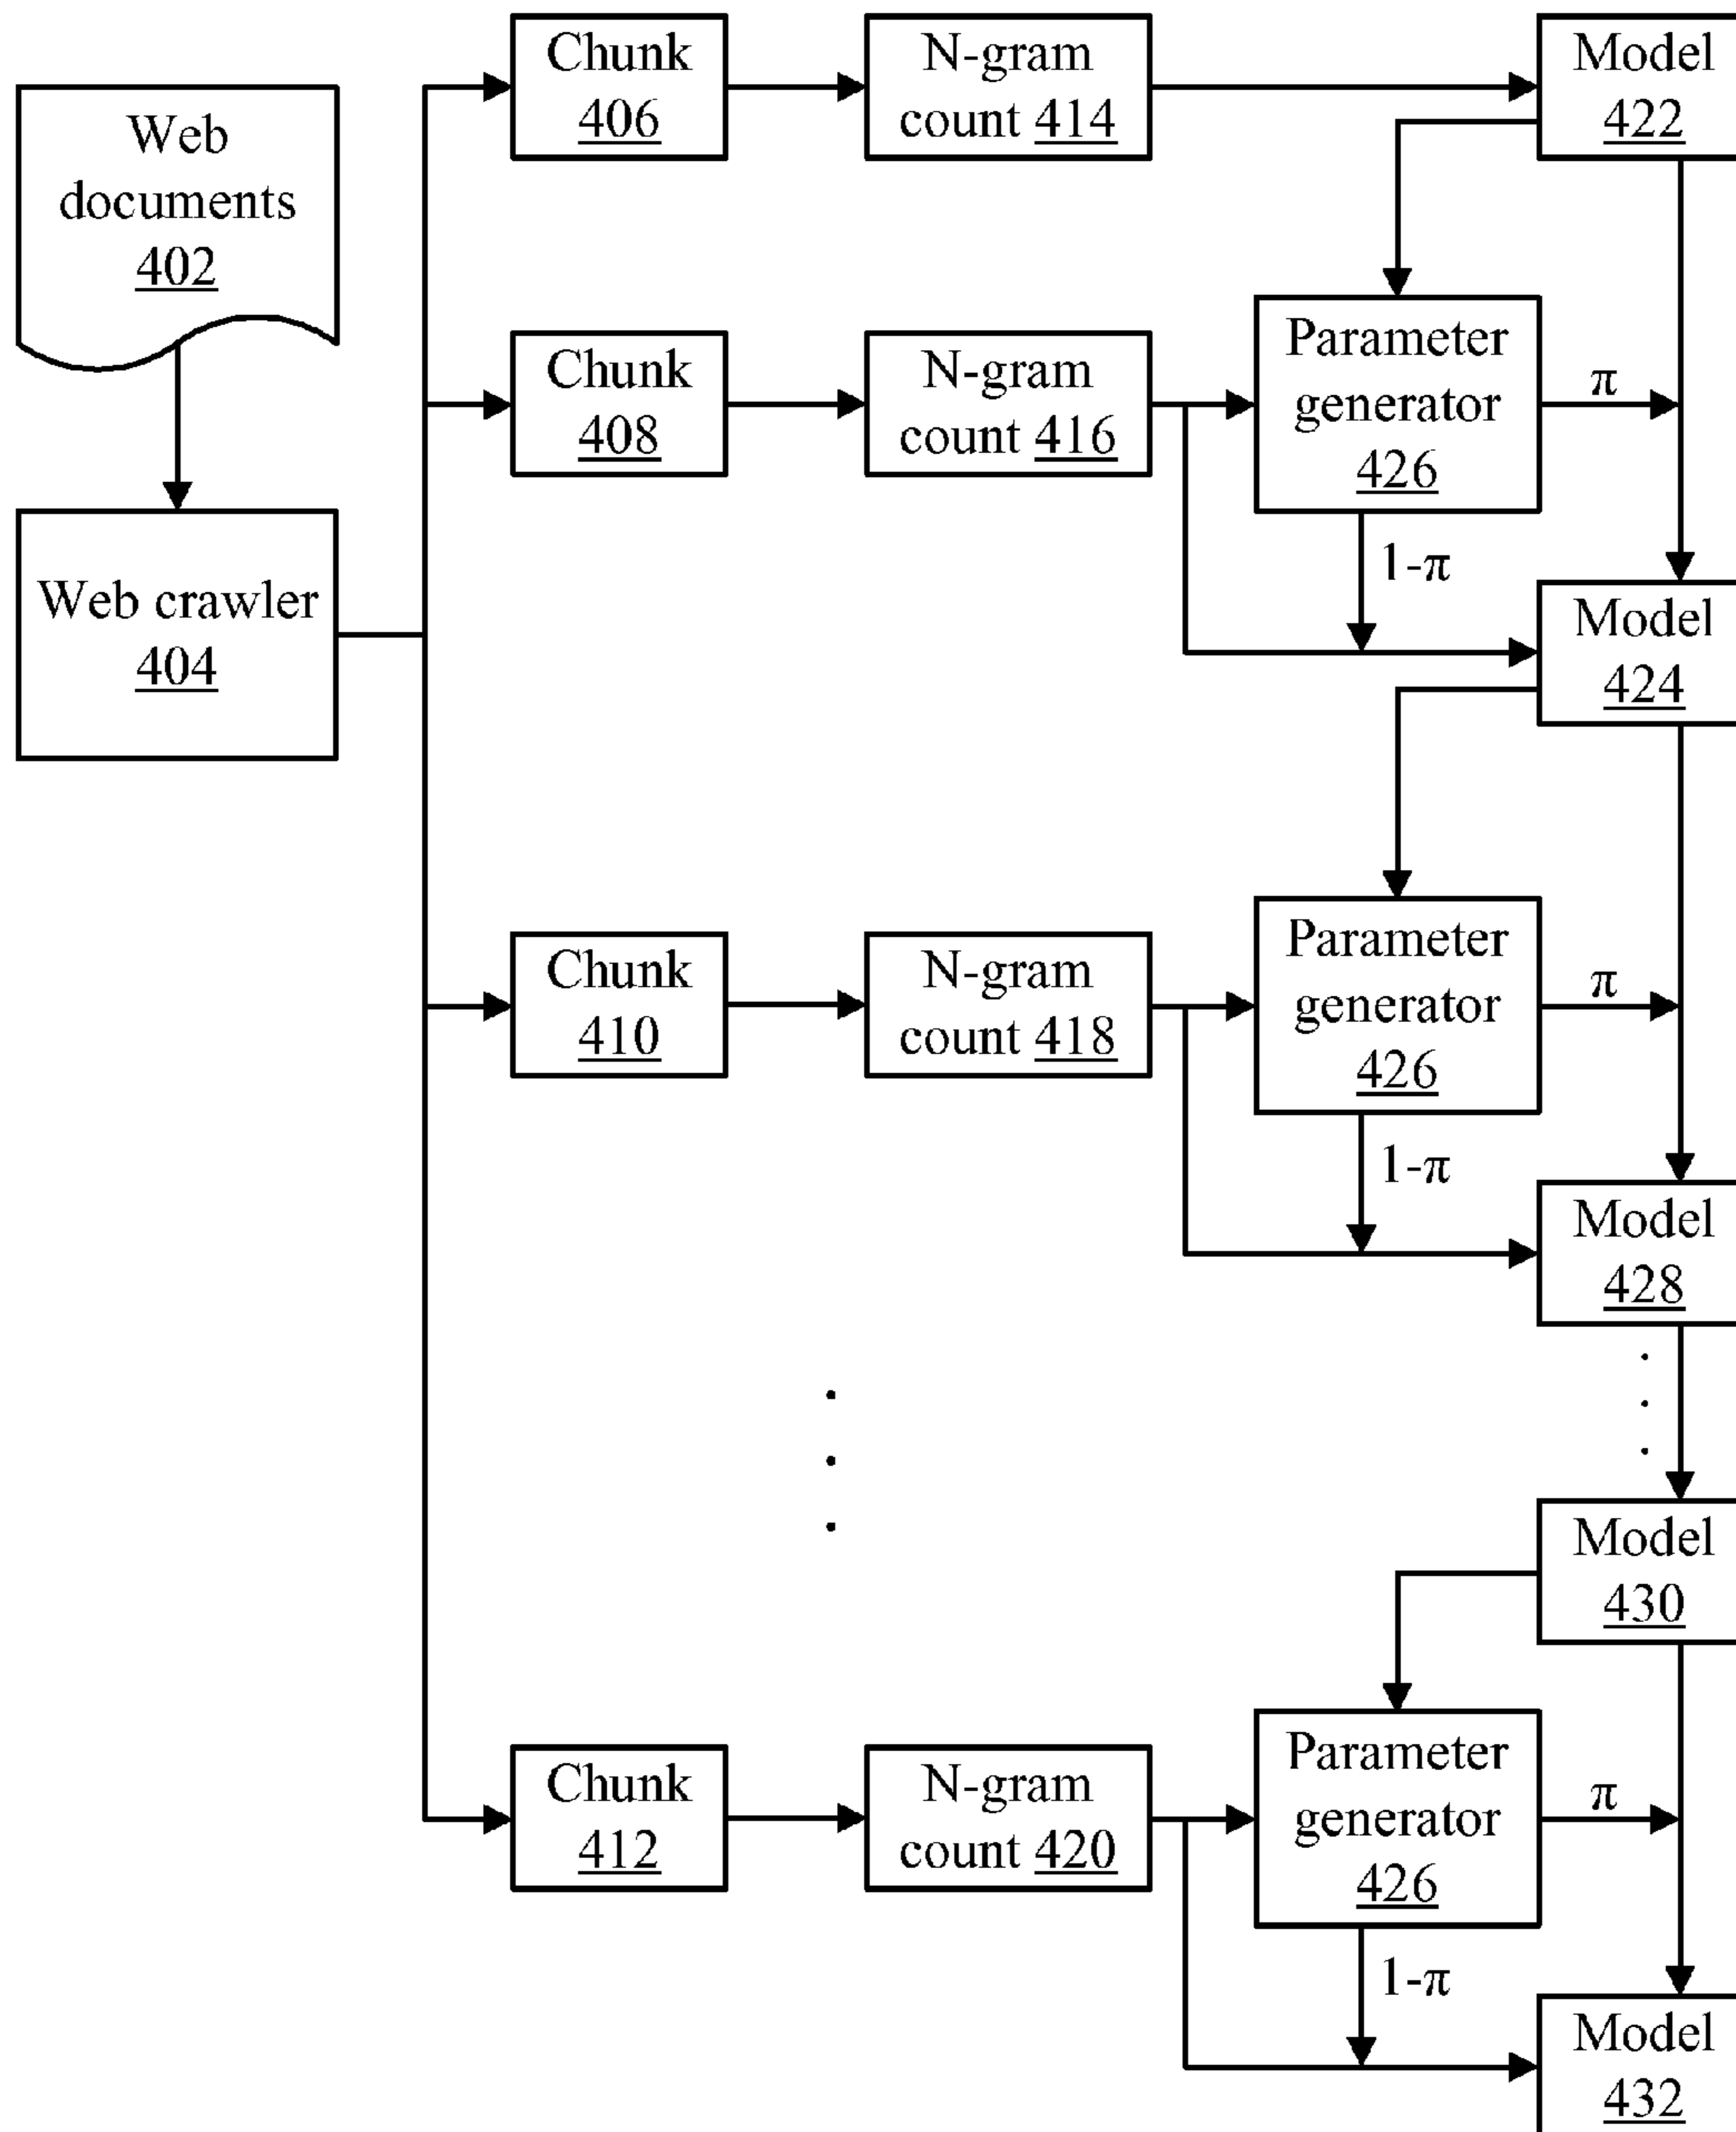 Web
documents
402
Web crawler
404
Chunk
406
N-gram
count 414
Model
422
Chunk
408
N-gram
count 416
Parameter
generator
426
π
1-π
Model
424
Chunk
410
N-gram
count 418
Parameter
generator
426
π
1-π
Model
428
Model
430
Chunk
412
N-gram
count 420
Parameter
generator
426
π
1-π
Model
432